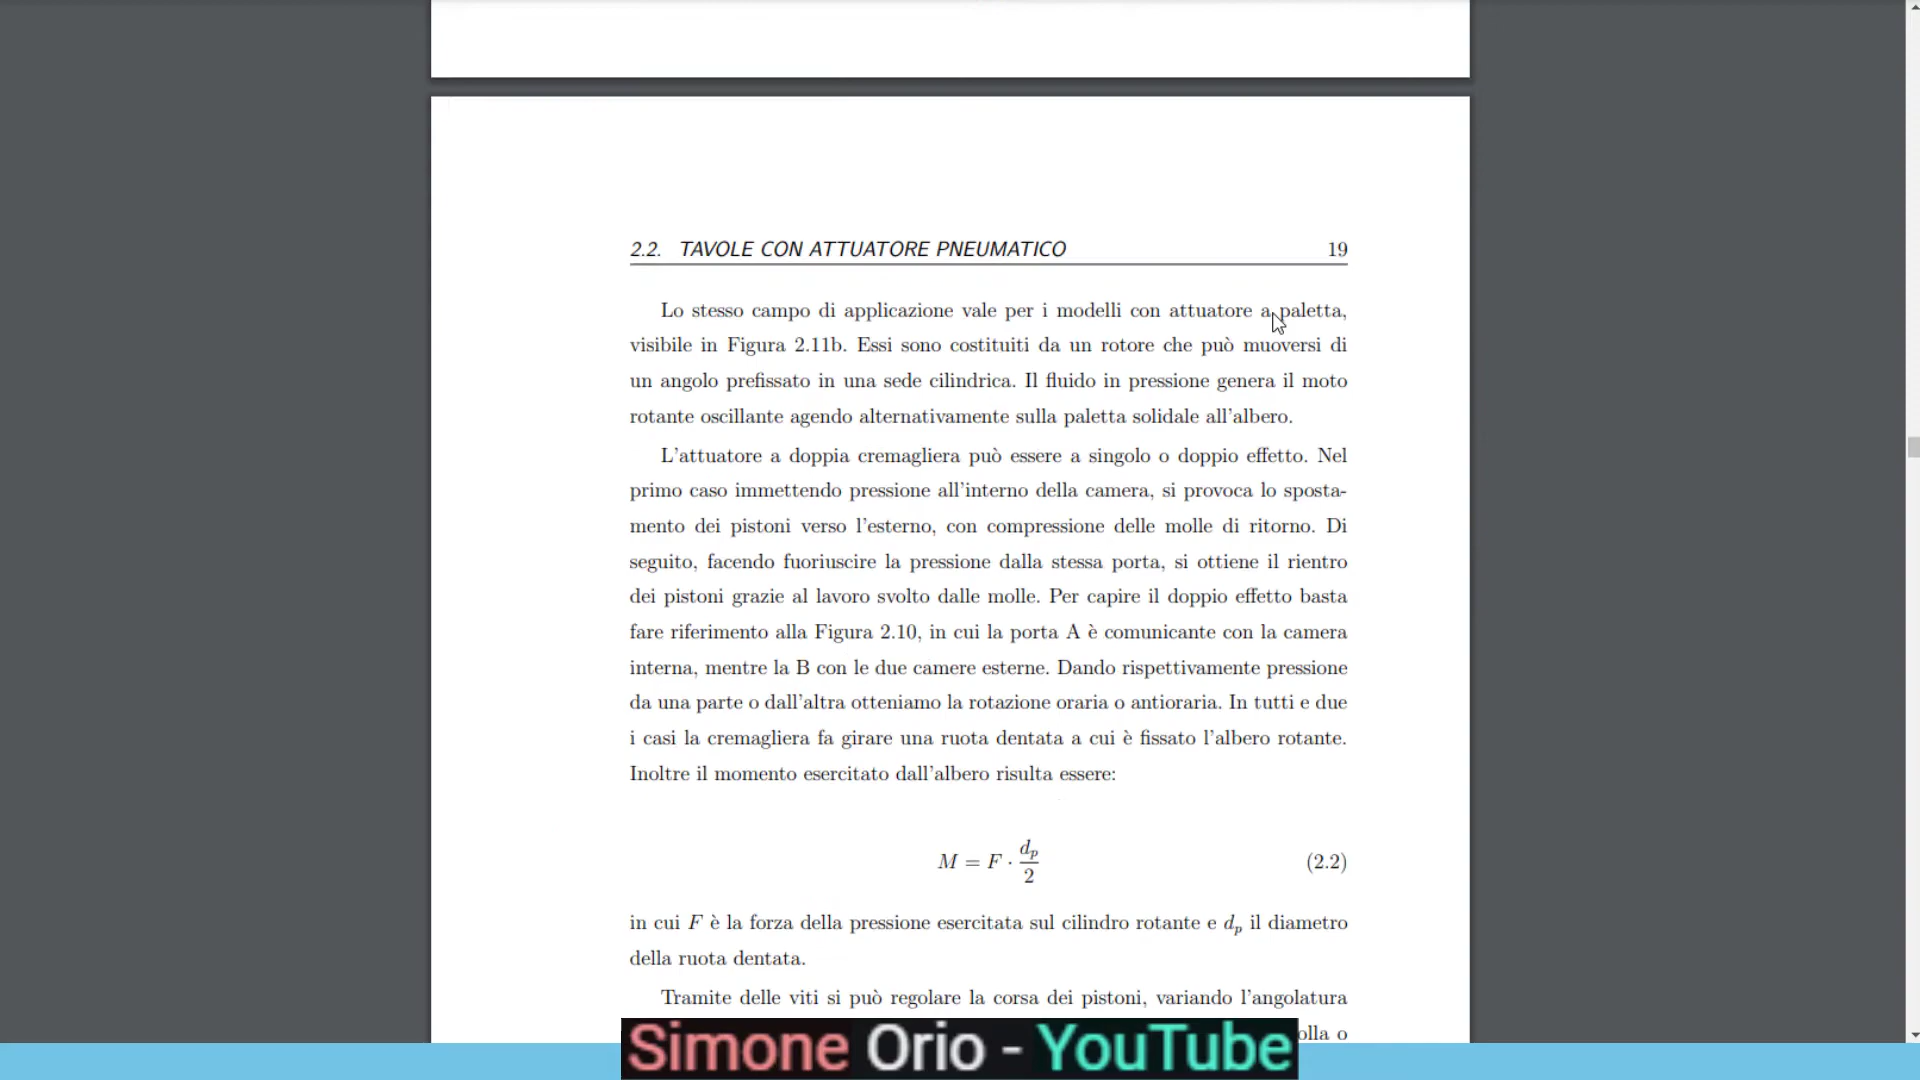 2.2. TAVOLE CON ATTUATORE PNEUMATICO 19
Lo stesso campo di applicazione vale per i modelli con attuatore a paletta,
visibile in Figura 2.11b. Essi sono costituiti da un rotore che può muoversi di
un angolo prefissato in una sede cilindrica. Il fluido in pressione genera il moto
rotante oscillante agendo alternativamente sulla paletta solidale all'albero.
L'attuatore a doppia cremagliera può essere a singolo o doppio effetto. Nel
primo caso immettendo pressione all'interno della camera, si provoca lo sposta-
mento dei pistoni verso l'esterno, con compressione delle molle di ritorno. Di
seguito, facendo fuoriuscire la pressione dalla stessa porta, si ottiene il rientro
dei pistoni grazie al lavoro svolto dalle molle. Per capire il doppio effetto basta
fare riferimento alla Figura 2.10, in cui la porta A è comunicante con la camera
interna, mentre la B con le due camere esterne. Dando rispettivamente pressione
da una parte o dall'altra otteniamo la rotazione oraria o antioraria. In tutti e due
i casi la cremagliera fa girare una ruota dentata a cui è fissato l'albero rotante.
Inoltre il momento esercitato dall'albero risulta essere:
M = F · d_p/2 (2.2)
in cui F è la forza della pressione esercitata sul cilindro rotante e d_p il diametro
della ruota dentata.
Tramite delle viti si può regolare la corsa dei pistoni, variando l'angolatura
olla o
Simone Orio - YouTube